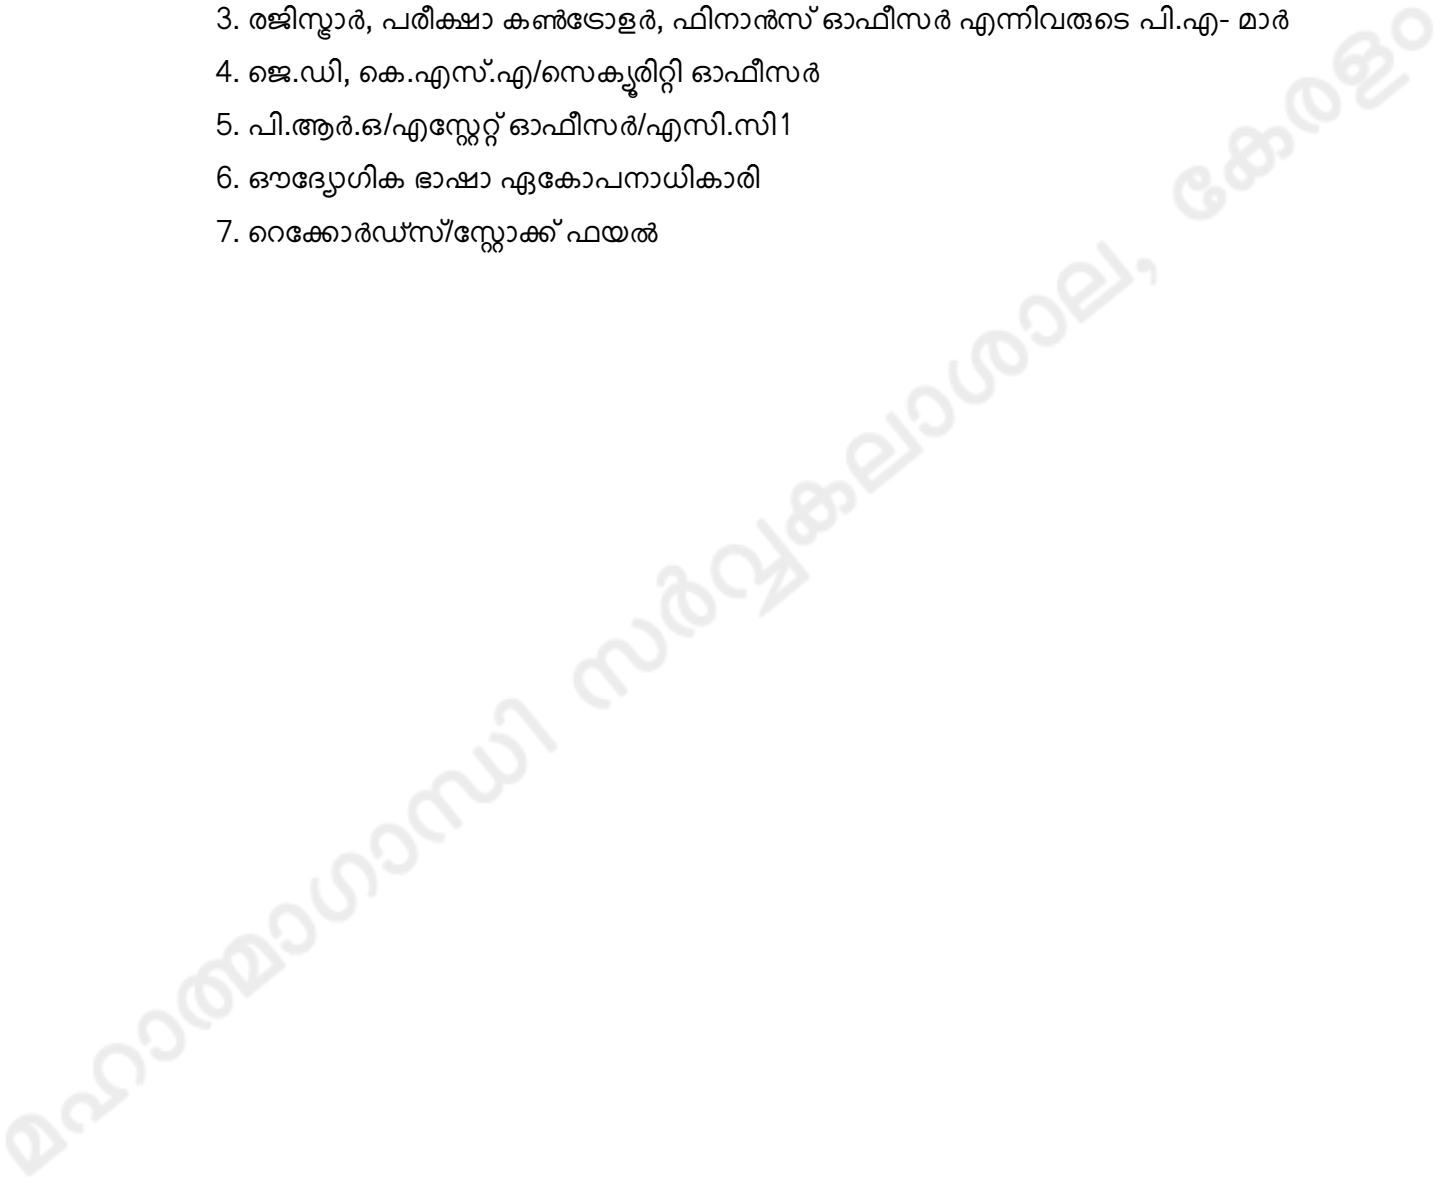 3. രജിസ്ട്രാർ, പരീക്ഷാ കൺട്രോളർ, ഫിനാൻസ് ഓഫീസർ എന്നിവരുടെ പി.എ- മാർ
4. ജെ.ഡി, കെ.എസ്.എ/സെക്യൂരിറ്റി ഓഫീസർ
5. പി.ആർ.ഒ/എസ്റ്റേറ്റ് ഓഫീസർ/എസി.സി1
6. ഔദ്യോഗിക ഭാഷാ ഏകോപനാധികാരി
7. റെക്കോർഡ്സ്/സ്റ്റോക്ക് ഫയൽ
മഹാത്മാഗാന്ധി സർവ്വകലാശാല, കേരളം